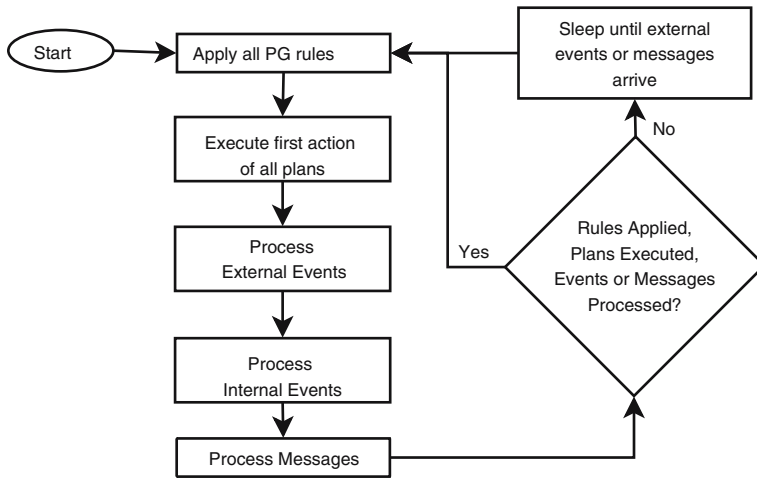 Start
Apply all PG rules
Execute first action
of all plans
Process
External Events
Process
Internal Events
Process Messages
Sleep until external
events or messages
arrive
No
Yes
Rules Applied,
Plans Executed,
Events or Messages
Processed?